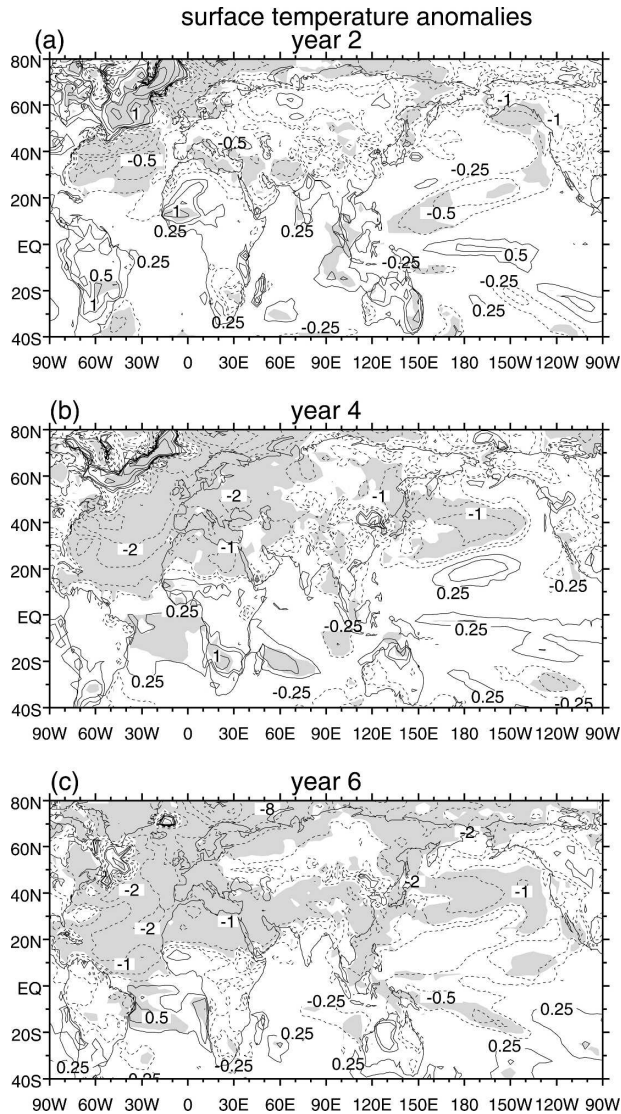 surface temperature anomalies
(a) year 2
80N
-1
60N
1
-1
40N
-0.5 -0.5
-0.25
20N
1 -0.5
0.25 0.25
EQ
0.25 -0.25 0.5
0.5
-0.25
20S
1
0.25 -0.25 0.25
40S
90W 60W 30W 0 30E 60E 90E 120E 150E 180 150W 120W 90W
(b) year 4
80N
60N
-2 -1
40N
-1
-2 -1
20N
0.25 -0.25
0.25
EQ
-0.25 0.25
20S
1
0.25 -0.25 0.25
-0.25
40S
90W 60W 30W 0 30E 60E 90E 120E 150E 180 150W 120W 90W
(c) year 6
80N
-8
-2
60N
-2 -2
40N
-1
-2 -1
20N
-1
EQ
-0.25 -0.5
0.5
20S
0.25
0.25 0.25 -0.25 0.25
40S
90W 60W 30W 0 30E 60E 90E 120E 150E 180 150W 120W 90W